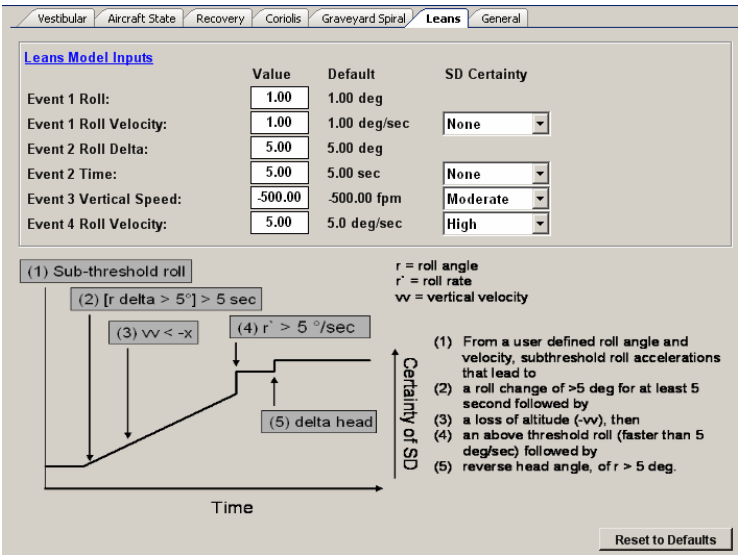 Vestibular Aircraft State Recovery Coriolis Graveyard Spiral Leans General
Leans Model Inputs
Value Default SD Certainty
Event 1 Roll: 1.00 1.00 deg
Event 1 Roll Velocity: 1.00 1.00 deg/sec None
Event 2 Roll Delta: 5.00 5.00 deg
Event 2 Time: 5.00 5.00 sec None
Event 3 Vertical Speed: -500.00 -500.00 fpm Moderate
Event 4 Roll Velocity: 5.00 5.0 deg/sec High
(1) Sub-threshold roll
(2) [r delta > 5°] > 5 sec
(3) vv < -x
(4) r` > 5 °/sec
(5) delta head
Certainty of SD
Time
r = roll angle
r` = roll rate
vv = vertical velocity
(1) From a user defined roll angle and
velocity, subthreshold roll accelerations
that lead to
(2) a roll change of >5 deg for at least 5
second followed by
(3) a loss of altitude (-vv), then
(4) an above threshold roll (faster than 5
deg/sec) followed by
(5) reverse head angle, of r > 5 deg.
Reset to Defaults